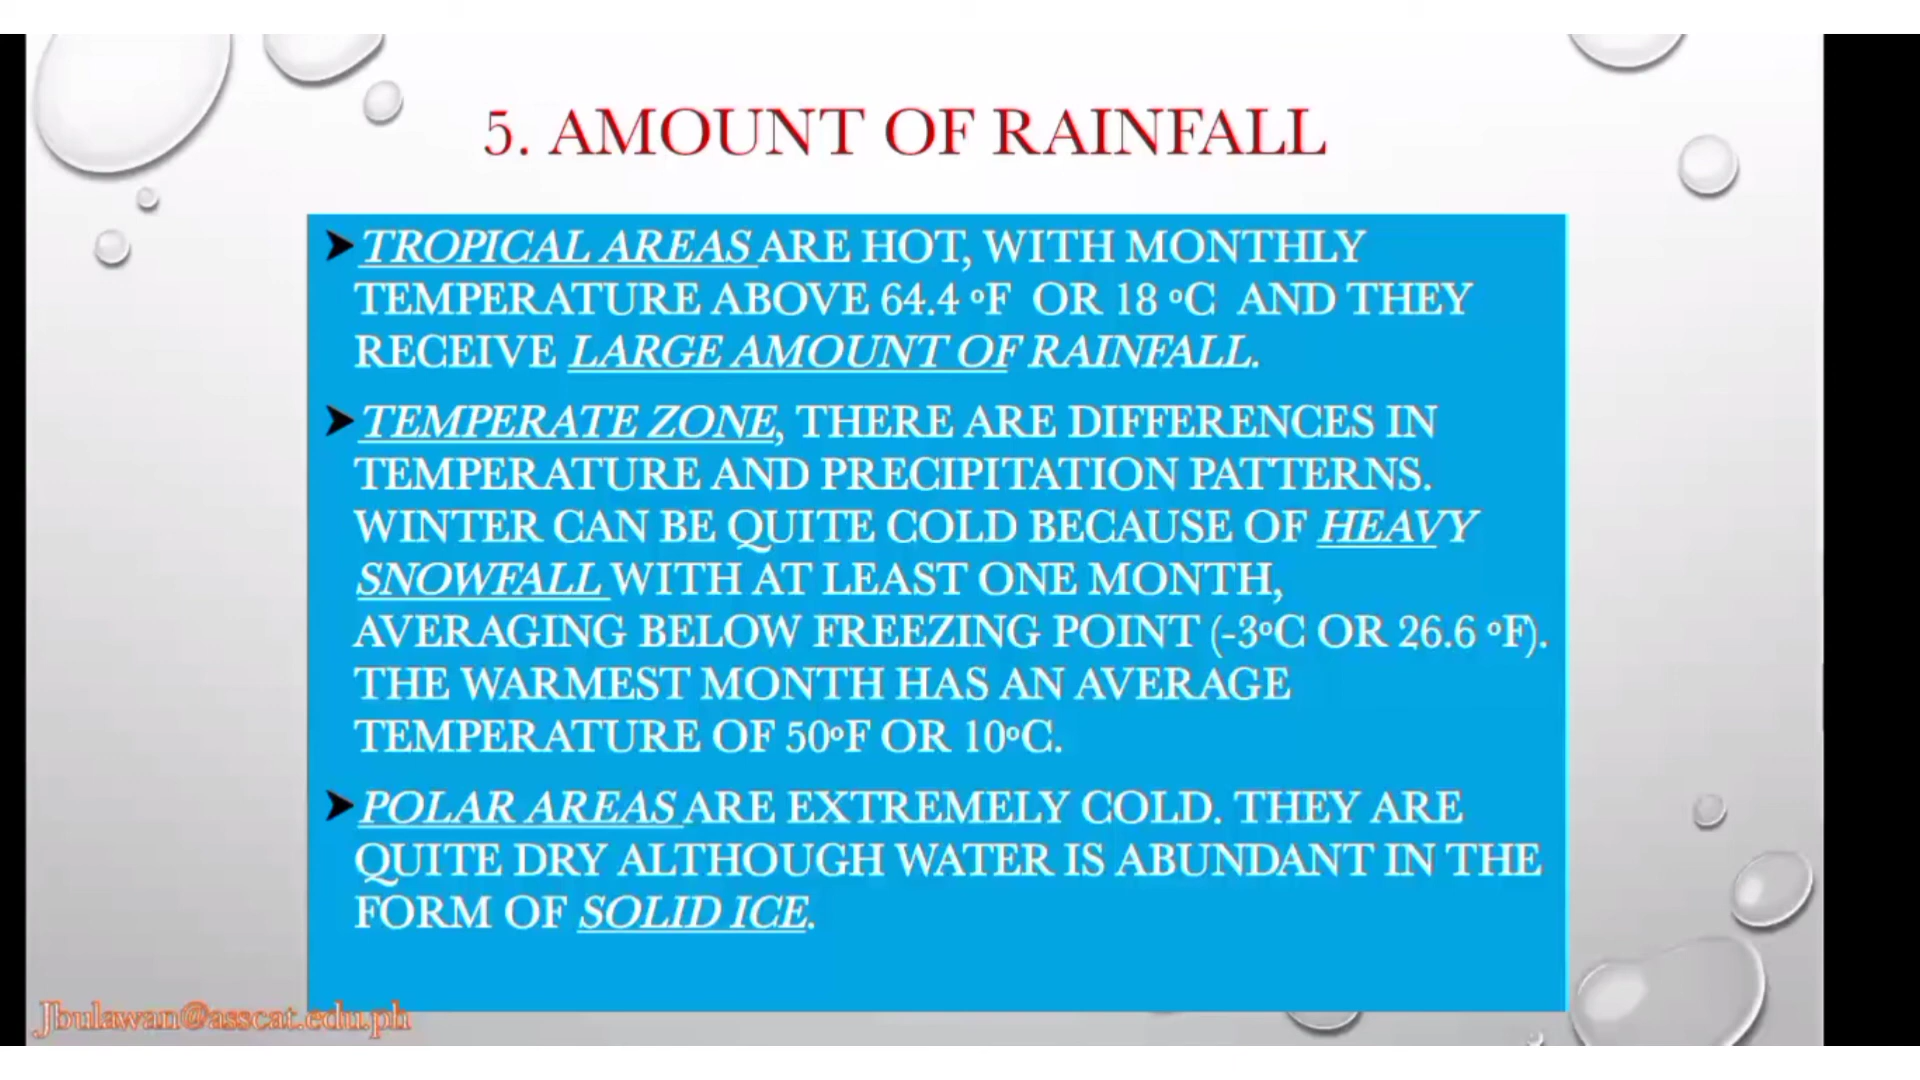 5. AMOUNT OF RAINFALL
➤TROPICAL AREAS ARE HOT, WITH MONTHLY
TEMPERATURE ABOVE 64.4 ºF OR 18 ºC AND THEY
RECEIVE LARGE AMOUNT OF RAINFALL.
➤TEMPERATE ZONE, THERE ARE DIFFERENCES IN
TEMPERATURE AND PRECIPITATION PATTERNS.
WINTER CAN BE QUITE COLD BECAUSE OF HEAVY
SNOWFALL WITH AT LEAST ONE MONTH,
AVERAGING BELOW FREEZING POINT (-3ºC OR 26.6 ºF).
THE WARMEST MONTH HAS AN AVERAGE
TEMPERATURE OF 50ºF OR 10ºC.
➤POLAR AREAS ARE EXTREMELY COLD. THEY ARE
QUITE DRY ALTHOUGH WATER IS ABUNDANT IN THE
FORM OF SOLID ICE.
Jbulawan@asscat.edu.ph